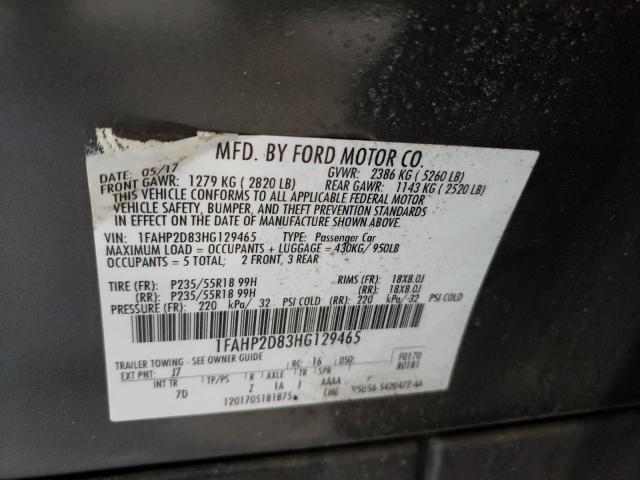 MFD. BY FORD MOTOR CO.
DATE: 05/17 GVWR: 2386 KG ( 5260 LB)
FRONT GAWR: 1279 KG ( 2820 LB) REAR GAWR: 1143 KG ( 2520 LB)
THIS VEHICLE CONFORMS TO ALL APPLICABLE FEDERAL MOTOR
VEHICLE SAFETY, BUMPER, AND THEFT PREVENTION STANDARDS
IN EFFECT ON THE DATE OF MANUFACTURE SHOWN ABOVE.
VIN: 1FAHP2D83HG129465 TYPE: Passenger Car
MAXIMUM LOAD = OCCUPANTS + LUGGAGE = 430KG/ 950LB
OCCUPANTS = 5 TOTAL: 2 FRONT, 3 REAR
TIRE (FR): P235/55R18 99H RIMS (FR): 18X8.0J
(RR): P235/55R18 99H (RR): 18X8.0J
PRESSURE (FR): 220 kPa/ 32 PSI COLD (RR): 220 kPa/ 32 PSI COLD
1FAHP2D83HG129465
TRAILER TOWING - SEE OWNER GUIDE RC: 16 DSO: F0170
EXT PNT: J7 R0181
INT TR TP/PS R AXLE TR SPR
7D Z 1A J AAAA
1201705181875